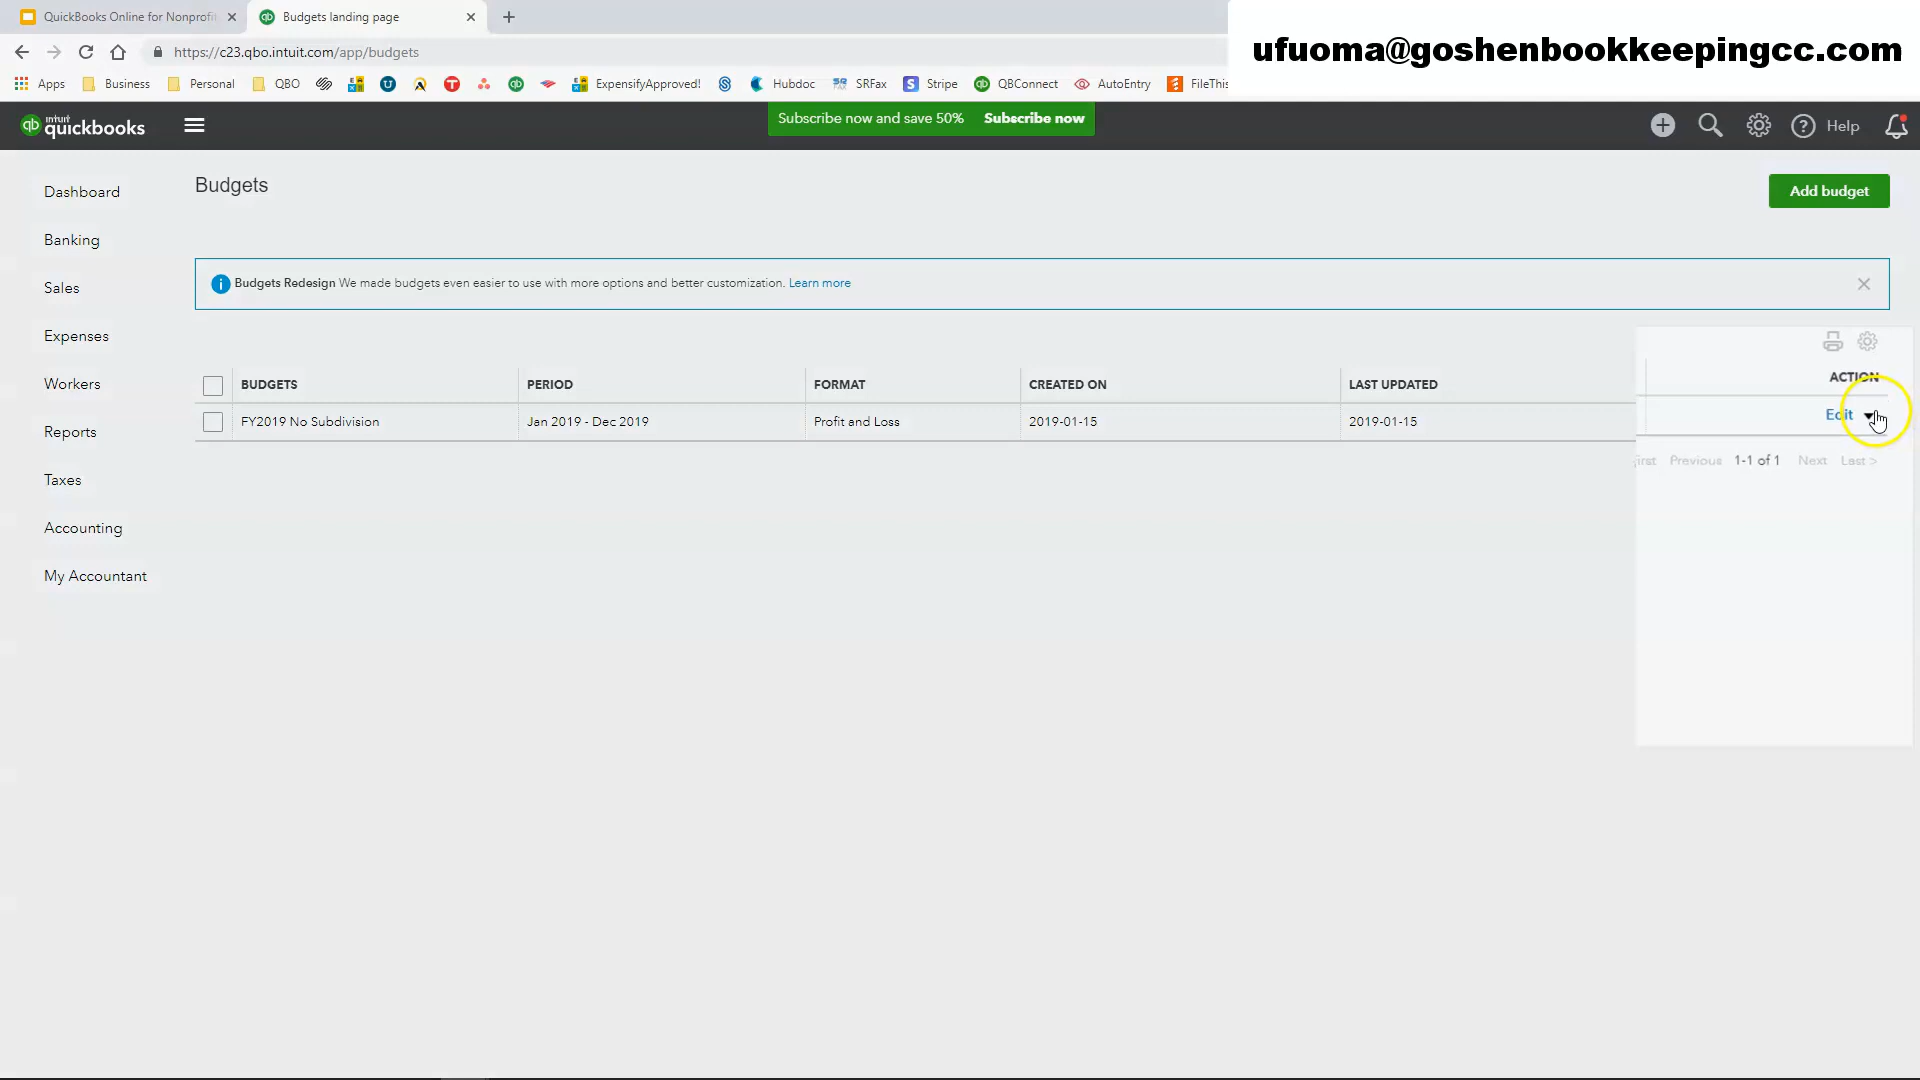 QuickBooks Online for Nonprofi
Budgets landing page
ufuoma@goshenbookkeepingcc.com
https://c23.qbo.intuit.com/app/budgets
Apps Business Personal QBO ExpensifyApproved! Hubdoc SRFax Stripe QBConnect AutoEntry FileThis
intuit
quickbooks
Subscribe now and save 50% Subscribe now
Help
Dashboard
Banking
Sales
Expenses
Workers
Reports
Taxes
Accounting
My Accountant
Budgets
Add budget
Budgets Redesign We made budgets even easier to use with more options and better customization. Learn more
BUDGETS PERIOD FORMAT CREATED ON LAST UPDATED ACTION
FY2019 No Subdivision Jan 2019 - Dec 2019 Profit and Loss 2019-01-15 2019-01-15 Edit
irst Previous 1-1 of 1 Next Last >